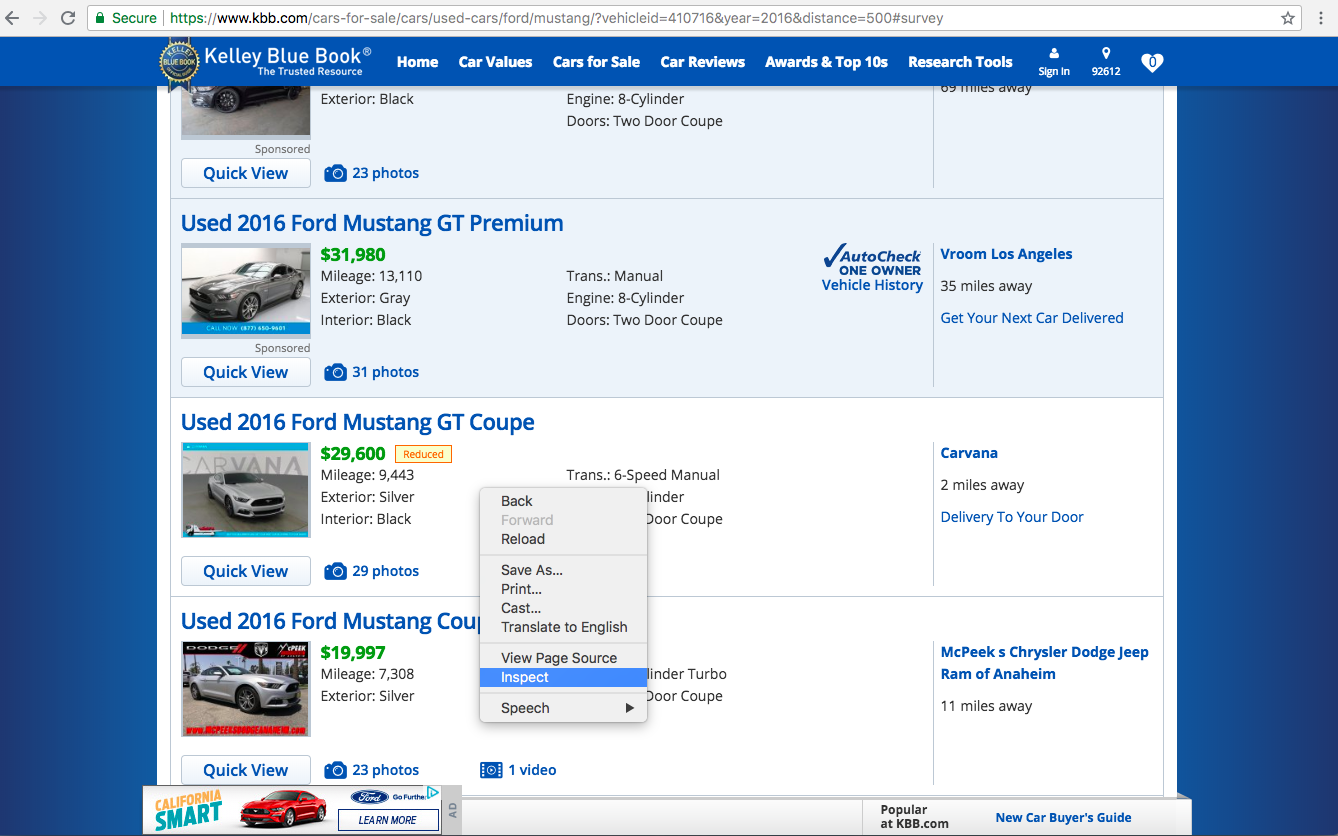 Secure https://www.kbb.com/cars-for-sale/cars/used-cars/ford/mustang/?vehicleid=410716&year=2016&distance=500#survey
KELLEY
BLUE BOOK
Kelley Blue Book®
The Trusted Resource
Home
Car Values
Cars for Sale
Car Reviews
Awards & Top 10s
Research Tools
Sign In
92612
0
Exterior: Black
Engine: 8-Cylinder
Doors: Two Door Coupe
69 miles away
Sponsored
Quick View
23 photos
Used 2016 Ford Mustang GT Premium
$31,980
Mileage: 13,110
Exterior: Gray
Interior: Black
Trans.: Manual
Engine: 8-Cylinder
Doors: Two Door Coupe
AutoCheck
ONE OWNER
Vehicle History
Vroom Los Angeles
35 miles away
Get Your Next Car Delivered
CALL NOW (877) 650-9601
Sponsored
Quick View
31 photos
Used 2016 Ford Mustang GT Coupe
$29,600
Reduced
Mileage: 9,443
Exterior: Silver
Interior: Black
Trans.: 6-Speed Manual
linder
Door Coupe
Carvana
2 miles away
Delivery To Your Door
CARVANA
Quick View
29 photos
Back
Forward
Reload
Save As...
Print...
Cast...
Translate to English
View Page Source
Inspect
Speech
Used 2016 Ford Mustang Coup
$19,997
Mileage: 7,308
Exterior: Silver
linder Turbo
Door Coupe
McPeek s Chrysler Dodge Jeep
Ram of Anaheim
11 miles away
DODGE
McPEEK
www.MCPEEKSDODGEANAHEIM.com
Quick View
23 photos
1 video
CALIFORNIA
SMART
Ford
Go Further
LEARN MORE
AD
Popular
at KBB.com
New Car Buyer's Guide